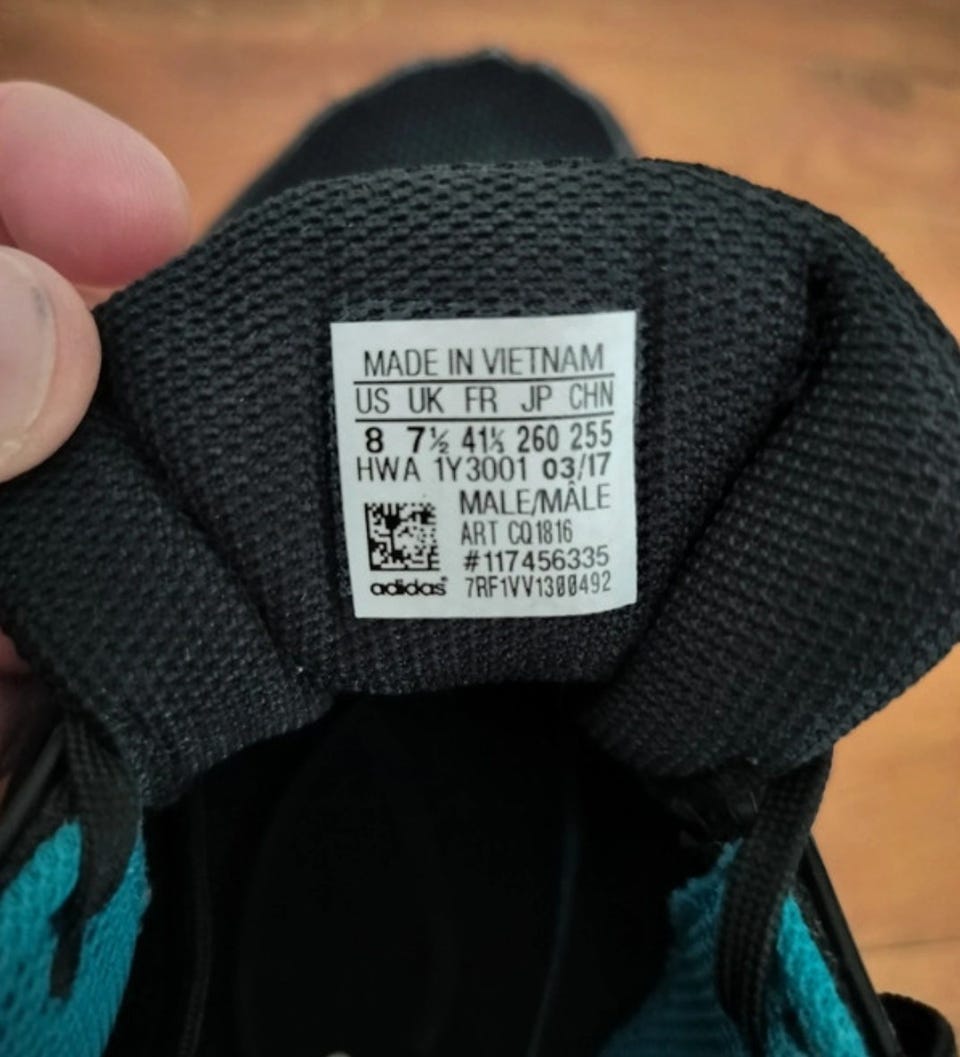 MADE IN VIETNAM
US UK FR JP CHN
8 7½ 41⅓ 260 255
HWA 1Y3001 03/17
MALE/MÂLE
ART CQ1816
#117456335
adidas® 7RF1VV1300492